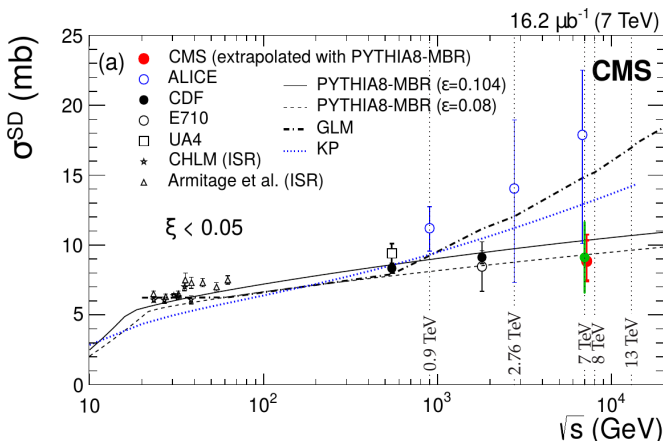 16.2 μb⁻¹ (7 TeV)
(a)
CMS
CMS (extrapolated with PYTHIA8-MBR)
ALICE
CDF
E710
UA4
CHLM (ISR)
Armitage et al. (ISR)
PYTHIA8-MBR (ε=0.104)
PYTHIA8-MBR (ε=0.08)
GLM
KP
ξ < 0.05
σ^SD (mb)
25
20
15
10
5
0
0.9 TeV
2.76 TeV
7 TeV
8 TeV
13 TeV
10
10²
10³
10⁴
√s (GeV)